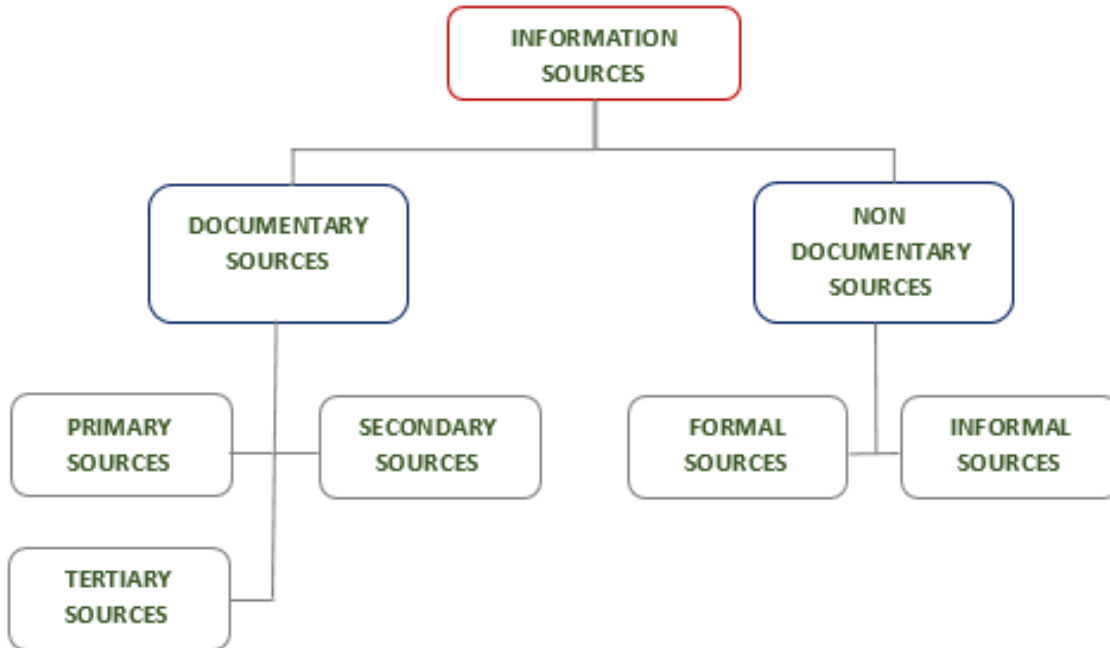 INFORMATION
SOURCES
DOCUMENTARY
SOURCES
NON
DOCUMENTARY
SOURCES
PRIMARY
SOURCES
SECONDARY
SOURCES
FORMAL
SOURCES
INFORMAL
SOURCES
TERTIARY
SOURCES